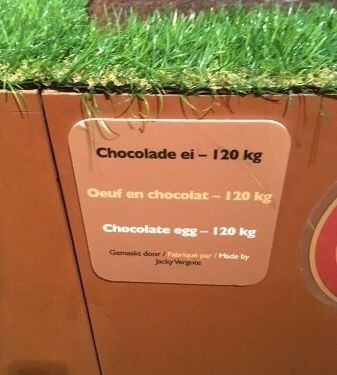 Chocolade ei – 120 kg
Oeuf en chocolat – 120 kg
Chocolate egg – 120 kg
Gemaakt door / Fabriqué par / Made by
Jacky Vergote